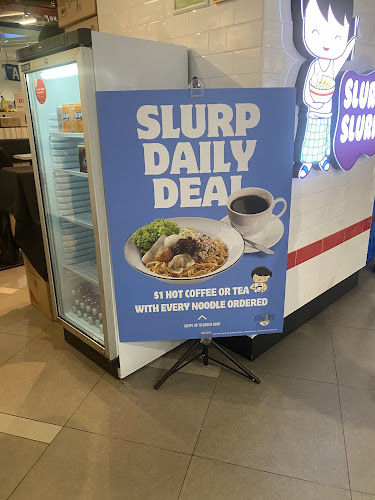 SLURP
DAILY
DEAL
$1 HOT COFFEE OR TEA
WITH EVERY NOODLE ORDERED
SLUR
SLUR